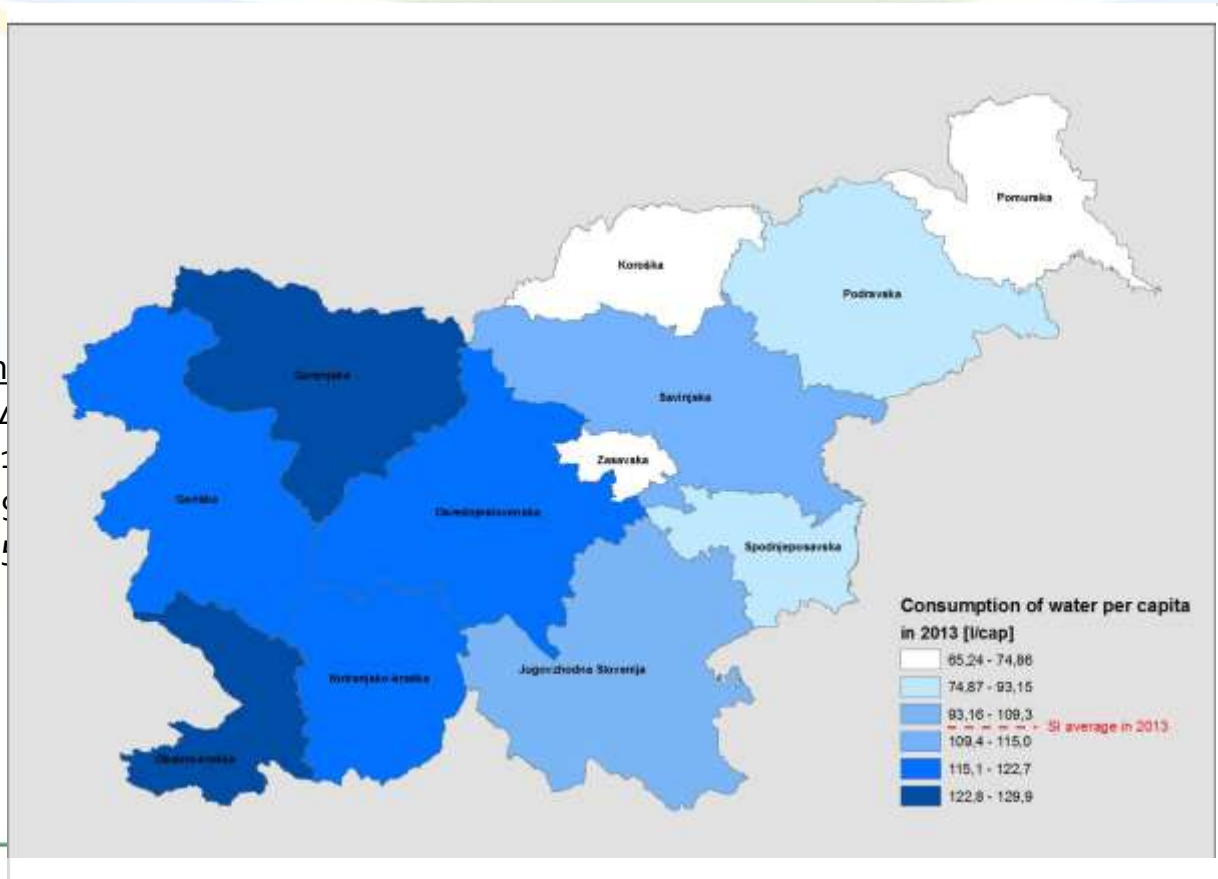 Pomurska
Koroška
Podravska
Gorenjska
Savinjska
Zasavska
Goriška
Osrednjeslovenska
Spodnjeposavska
Jugovzhodna Slovenija
Notranjsko-kraška
Consumption of water per capita
in 2013 [l/cap]
65,24 - 74,86
74,87 - 93,15
93,16 - 109,3
SI average in 2013
109,4 - 115,0
115,1 - 122,7
122,8 - 129,9